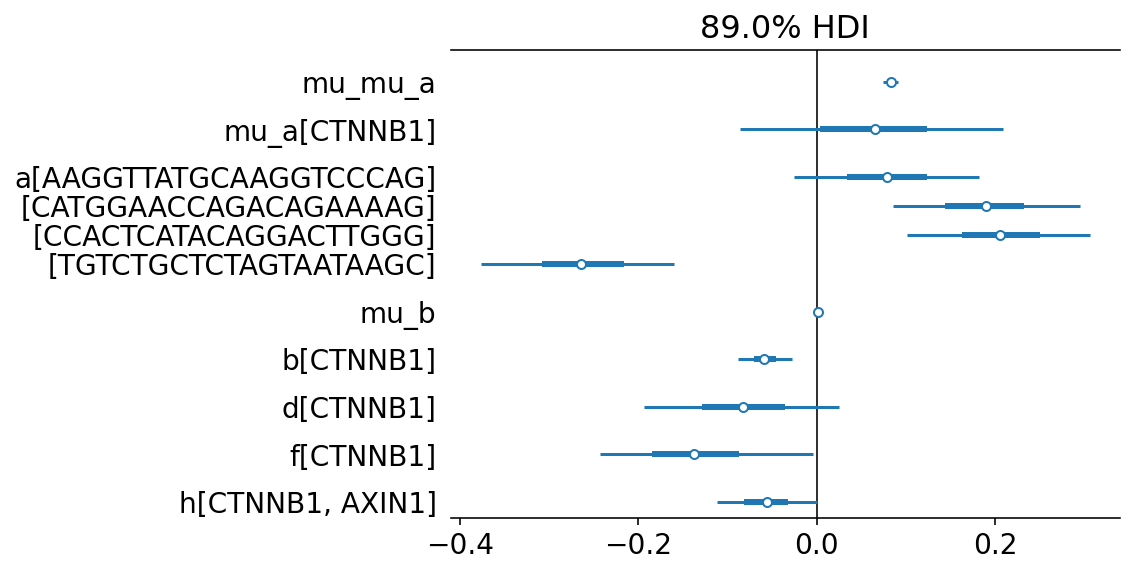 89.0% HDI
mu_mu_a
mu_a[CTNNB1]
a[AAGGTTATGCAAGGTCCCAG]
[CATGGAACCAGACAGAAAAG]
[CCACTCATACAGGACTTGGG]
[TGTCTGCTCTAGTAATAAGC]
mu_b
b[CTNNB1]
d[CTNNB1]
f[CTNNB1]
h[CTNNB1, AXIN1]
−0.4 −0.2 0.0 0.2